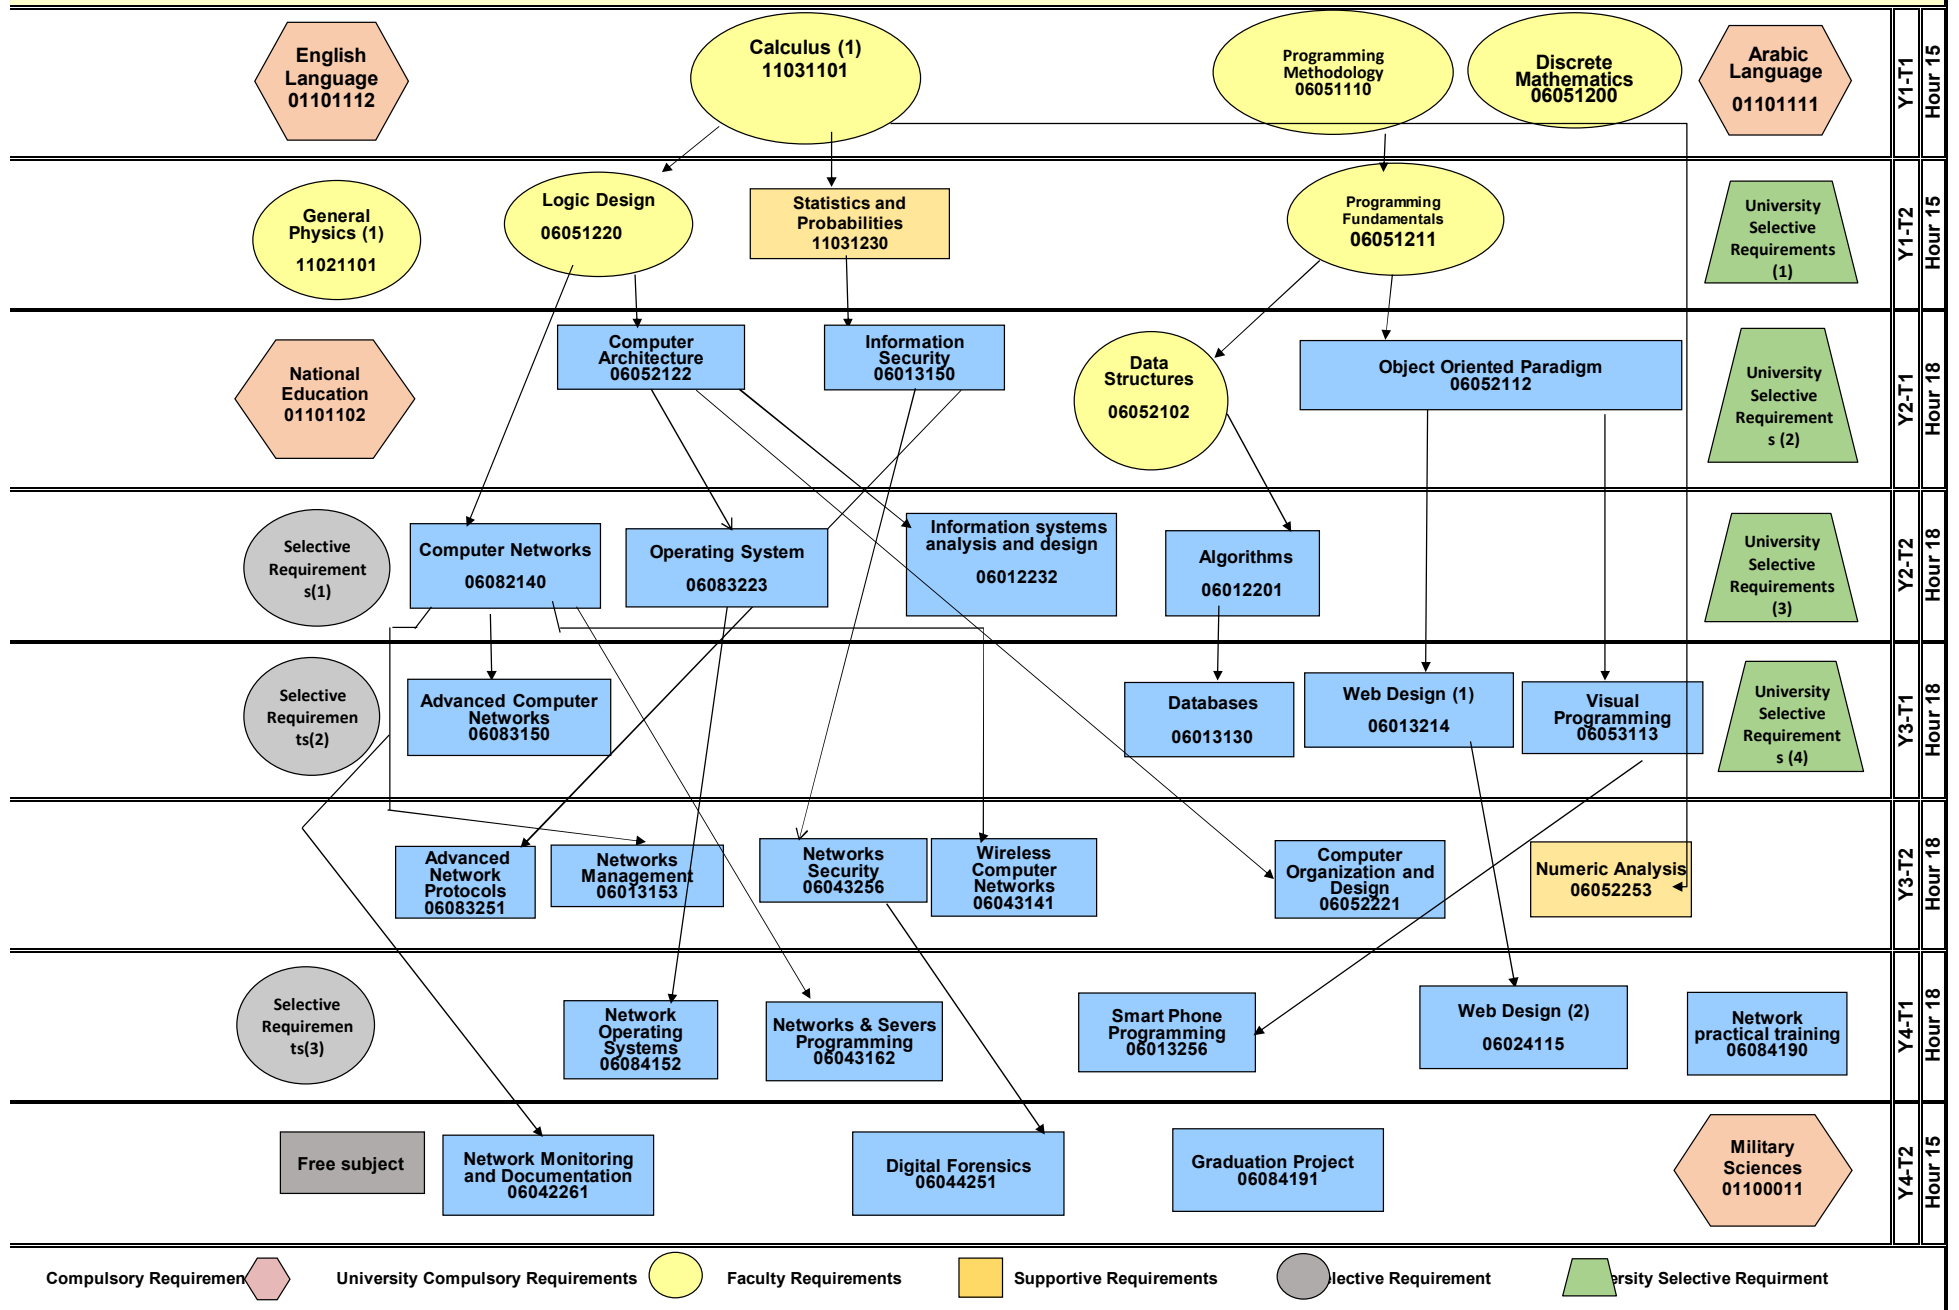 English
Language
01101112
Calculus (1)
11031101
Programming
Methodology
06051110
Discrete
Mathematics
06051200
Arabic
Language
01101111
Y1-T1
Hour 15
General
Physics (1)
11021101
Logic Design
06051220
Statistics and
Probabilities
11031230
Programming
Fundamentals
06051211
University
Selective
Requirements
(1)
Y1-T2
Hour 15
National
Education
01101102
Computer
Architecture
06052122
Information
Security
06013150
Data
Structures
06052102
Object Oriented Paradigm
06052112
University
Selective
Requirement
s (2)
Y2-T1
Hour 18
Selective
Requirement
s(1)
Computer Networks
06082140
Operating System
06083223
Information systems
analysis and design
06012232
Algorithms
06012201
University
Selective
Requirements
(3)
Y2-T2
Hour 18
Selective
Requiremen
ts(2)
Advanced Computer
Networks
06083150
Databases
06013130
Web Design (1)
06013214
Visual
Programming
06053113
University
Selective
Requirement
s (4)
Y3-T1
Hour 18
Advanced
Network
Protocols
06083251
Networks
Management
06013153
Networks
Security
06043256
Wireless
Computer
Networks
06043141
Computer
Organization and
Design
06052221
Numeric Analysis
06052253
Y3-T2
Hour 18
Selective
Requiremen
ts(3)
Network
Operating
Systems
06084152
Networks & Severs
Programming
06043162
Smart Phone
Programming
06013256
Web Design (2)
06024115
Network
practical training
06084190
Y4-T1
Hour 18
Free subject
Network Monitoring
and Documentation
06042261
Digital Forensics
06044251
Graduation Project
06084191
Military
Sciences
01100011
Y4-T2
Hour 15
Compulsory Requiremen
University Compulsory Requirements
Faculty Requirements
Supportive Requirements
lective Requirement
ersity Selective Requirment